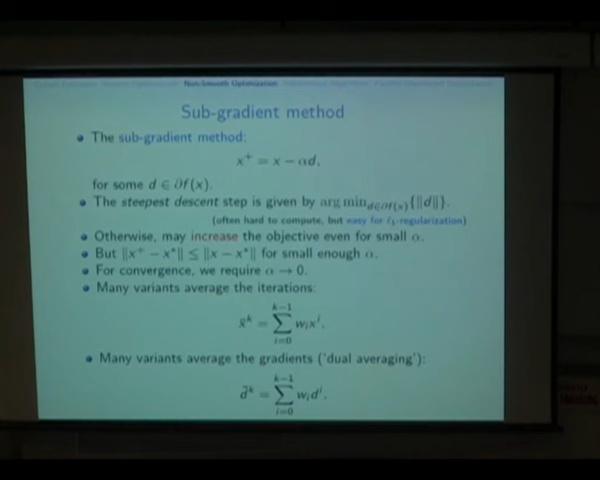 Non-Smooth Optimization
Sub-gradient method
• The sub-gradient method:
x⁺ = x − αd,
for some d ∈ ∂f(x).
• The steepest descent step is given by arg min_{d∈∂f(x)}{‖d‖}.
(often hard to compute, but easy for ℓ₁-regularization)
• Otherwise, may increase the objective even for small α.
• But ‖x⁺ − x*‖ ≤ ‖x − x*‖ for small enough α.
• For convergence, we require α → 0.
• Many variants average the iterations:
x̄ᵏ = ∑_{i=0}^{k−1} wᵢxⁱ.
• Many variants average the gradients ('dual averaging'):
d̄ᵏ = ∑_{i=0}^{k−1} wᵢdⁱ.